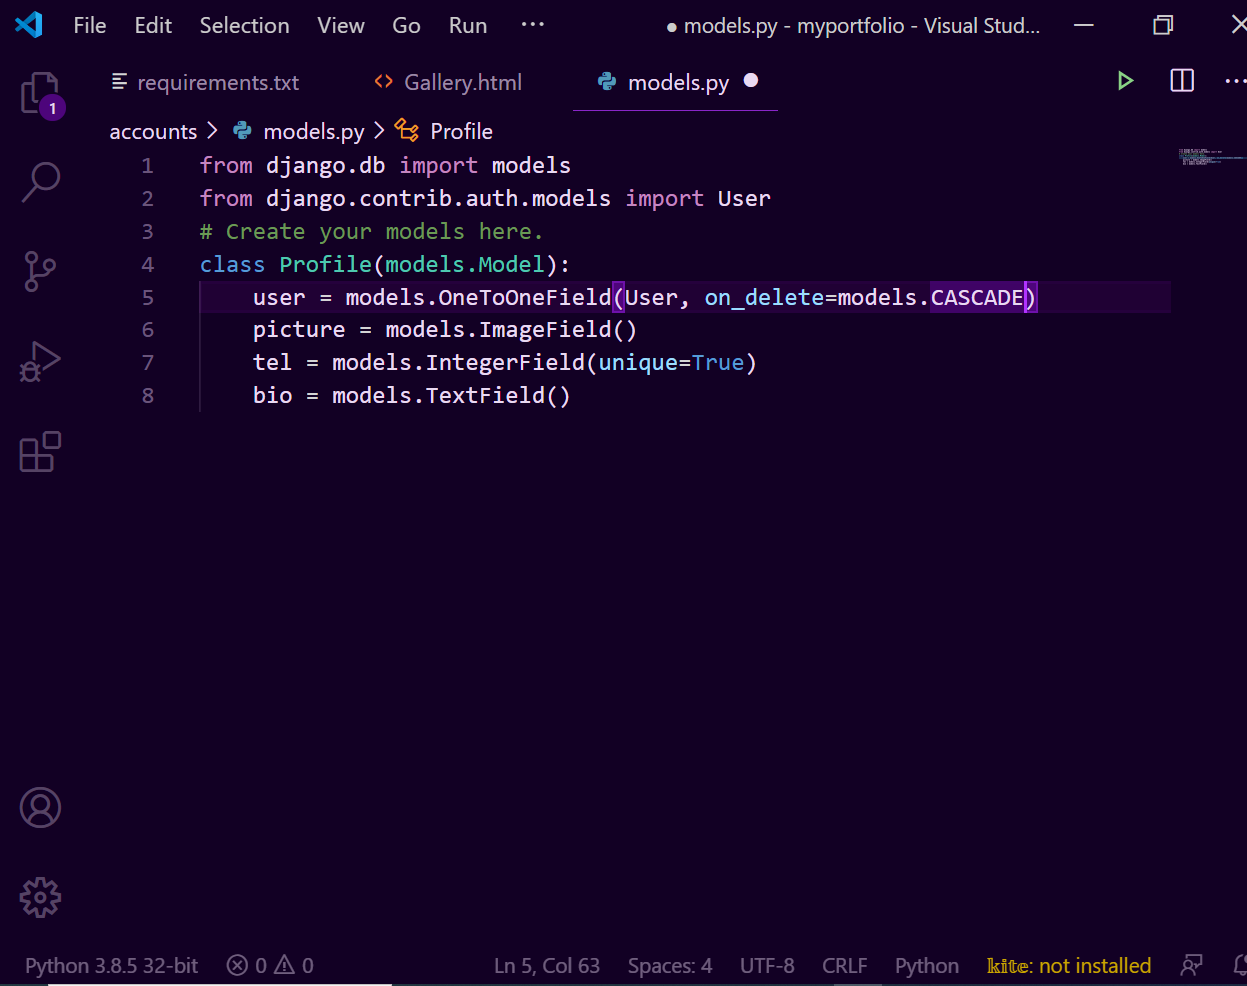 File Edit Selection View Go Run ··· ● models.py - myportfolio - Visual Stud...
requirements.txt <> Gallery.html models.py ●
1
accounts > models.py > Profile
1 from django.db import models
2 from django.contrib.auth.models import User
3 # Create your models here.
4 class Profile(models.Model):
5 user = models.OneToOneField(User, on_delete=models.CASCADE)
6 picture = models.ImageField()
7 tel = models.IntegerField(unique=True)
8 bio = models.TextField()
Python 3.8.5 32-bit 0 0 Ln 5, Col 63 Spaces: 4 UTF-8 CRLF Python kite: not installed